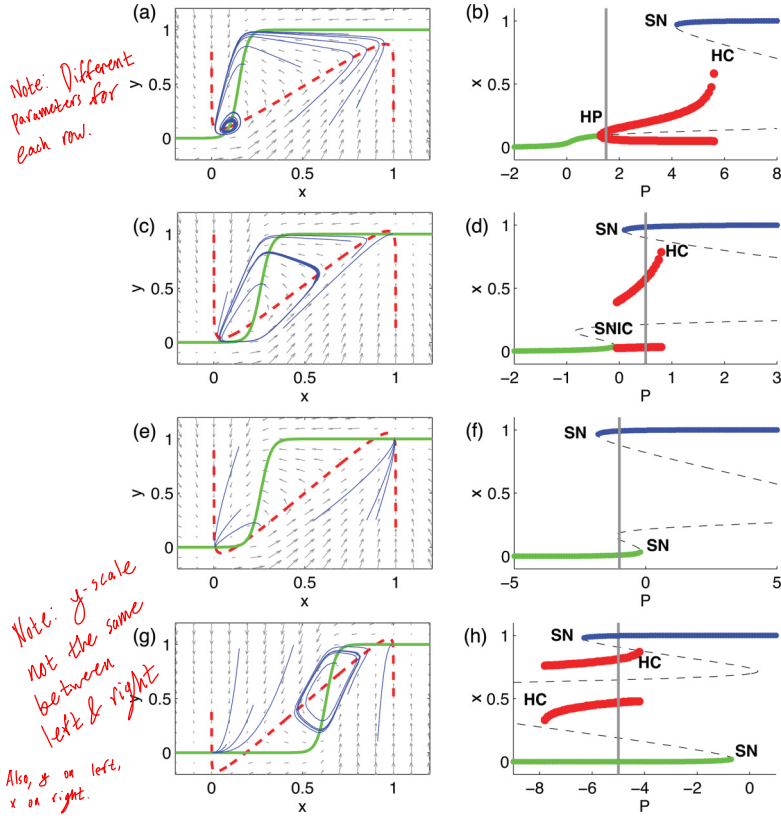 Note: Different
parameters for
each row.
(a)
y
1
0.5
0
0 0.5 1
x
(b)
x
1
0.5
0
SN
HC
HP
−2 0 2 4 6 8
P
(c)
y
1
0.5
0
0 0.5 1
x
(d)
x
1
0.5
0
SN
HC
SNIC
−2 −1 0 1 2 3
P
(e)
y
1
0.5
0
0 0.5 1
x
(f)
x
1
0.5
0
SN
SN
−5 0 5
P
Note: y-scale
not the same
between
left & right
Also, y on left,
x on right.
(g)
y
1
0.5
0
0 0.5 1
x
(h)
x
1
0.5
0
SN
HC
HC
SN
−8 −6 −4 −2 0
P